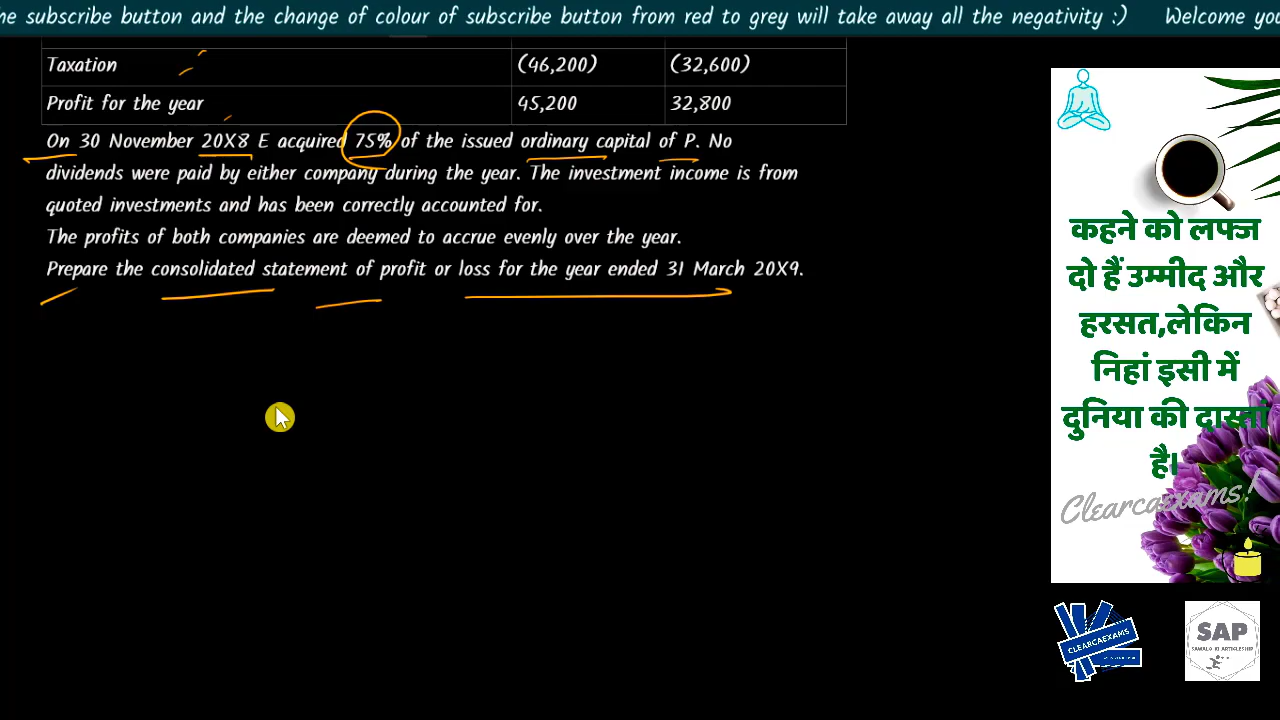 he subscribe button and the change of colour of subscribe button from red to grey will take away all the negativity :) Welcome you
Taxation (46,200) (32,600)
Profit for the year 45,200 32,800
On 30 November 20X8 E acquired 75% of the issued ordinary capital of P. No
dividends were paid by either company during the year. The investment income is from
quoted investments and has been correctly accounted for.
The profits of both companies are deemed to accrue evenly over the year.
Prepare the consolidated statement of profit or loss for the year ended 31 March 20X9.
कहने को लफ्ज
दो हैं उम्मीद और
हसरत,लेकिन
निहां इसी में
दुनिया की दास्तां
है।
Clearcaexams!
CLEARCAEXAMS
SAP
SAMALO KI ARTICLESHIP